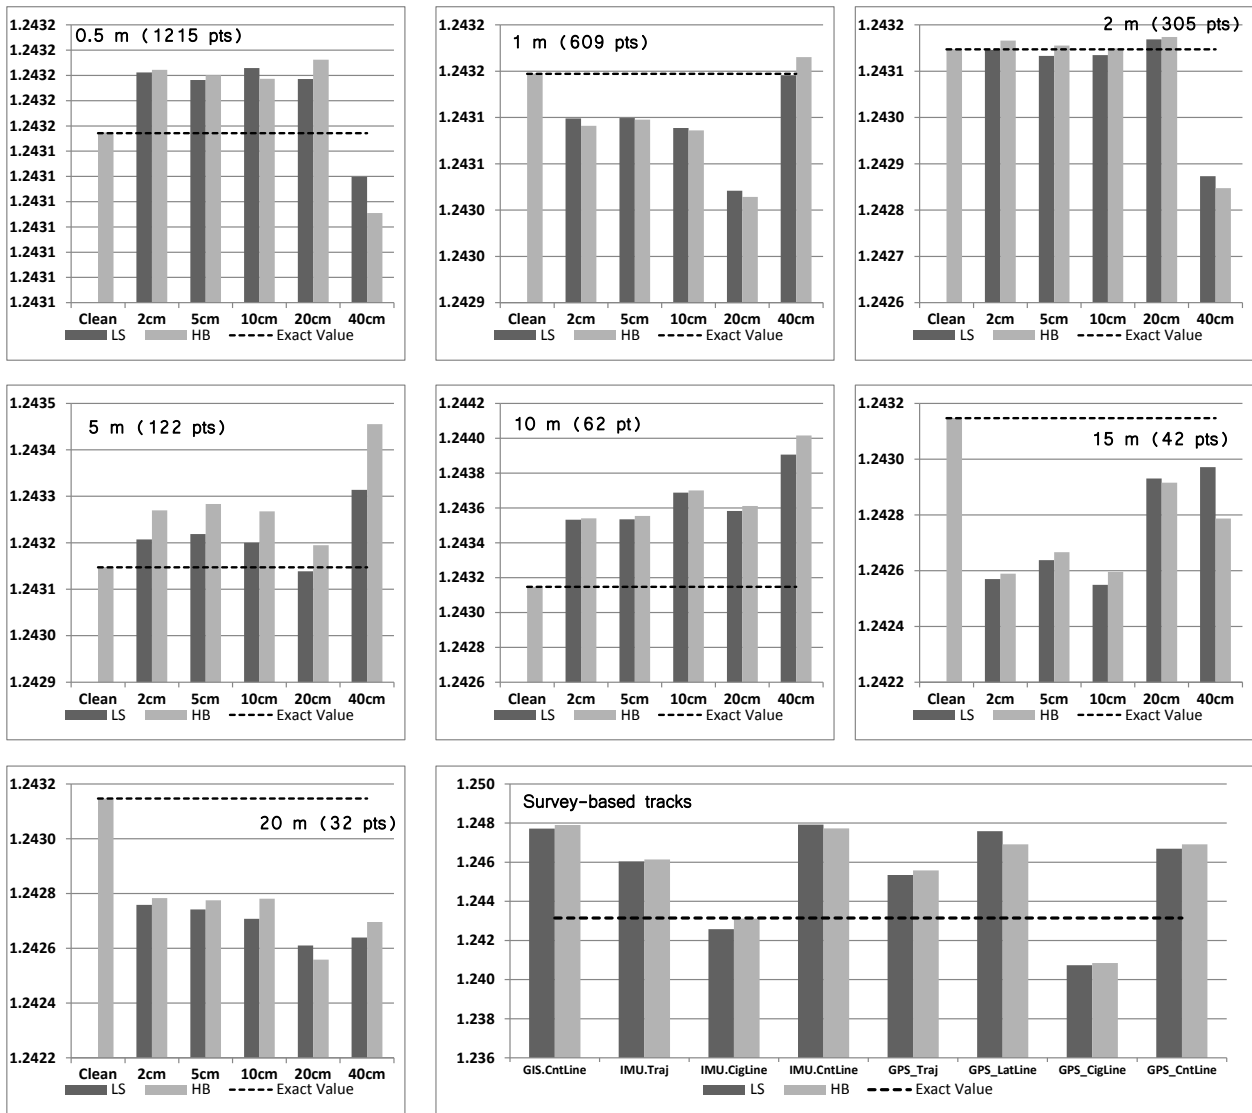 0.5 m (1215 pts)
1.2432
1.2432
1.2432
1.2432
1.2432
1.2431
1.2431
1.2431
1.2431
1.2431
1.2431
1.2431
Clean 2cm 5cm 10cm 20cm 40cm
LS HB Exact Value
1 m (609 pts)
1.2432
1.2432
1.2431
1.2431
1.2430
1.2430
1.2429
Clean 2cm 5cm 10cm 20cm 40cm
LS HB Exact Value
2 m (305 pts)
1.2432
1.2431
1.2430
1.2429
1.2428
1.2427
1.2426
Clean 2cm 5cm 10cm 20cm 40cm
LS HB Exact Value
5 m (122 pts)
1.2435
1.2434
1.2433
1.2432
1.2431
1.2430
1.2429
Clean 2cm 5cm 10cm 20cm 40cm
LS HB Exact Value
10 m (62 pt)
1.2442
1.2440
1.2438
1.2436
1.2434
1.2432
1.2430
1.2428
1.2426
Clean 2cm 5cm 10cm 20cm 40cm
LS HB Exact Value
15 m (42 pts)
1.2432
1.2430
1.2428
1.2426
1.2424
1.2422
Clean 2cm 5cm 10cm 20cm 40cm
LS HB Exact Value
20 m (32 pts)
1.2432
1.2430
1.2428
1.2426
1.2424
1.2422
Clean 2cm 5cm 10cm 20cm 40cm
LS HB Exact Value
Survey-based tracks
1.250
1.248
1.246
1.244
1.242
1.240
1.238
1.236
GIS.CntLine IMU.Traj IMU.CigLine IMU.CntLine GPS_Traj GPS_LatLine GPS_CigLine GPS_CntLine
LS HB Exact Value